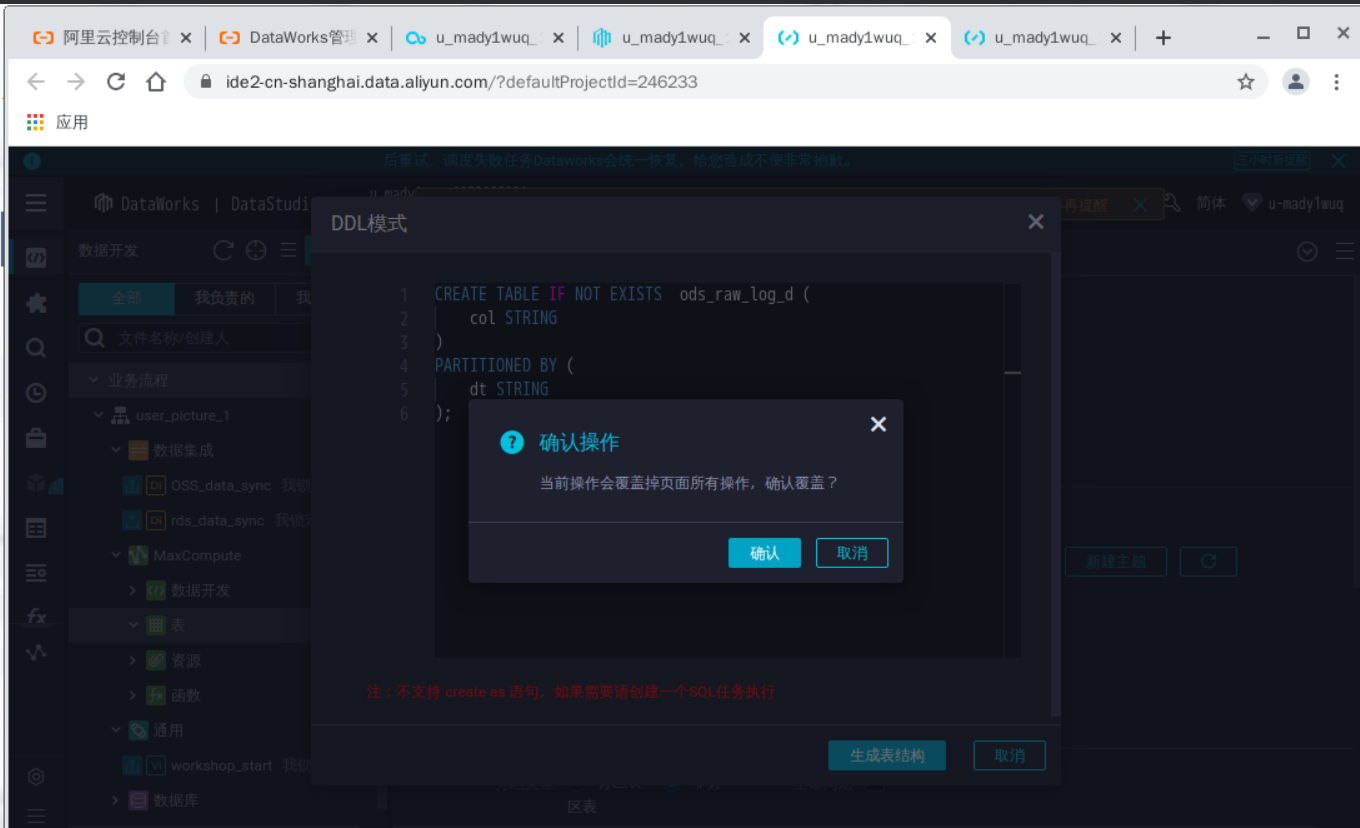 阿里云控制台
DataWorks管理
u_mady1wuq_
u_mady1wuq_
u_mady1wuq_
u_mady1wuq_
ide2-cn-shanghai.data.aliyun.com/?defaultProjectId=246233
应用
后重试，调度失败任务Dataworks会统一恢复，给您造成不便非常抱歉。
三小时后提醒
DataWorks | DataStudi
再提醒
简体
u-mady1wuq
DDL模式
数据开发
全部
我负责的
我
文件名称/创建人
业务流程
user_picture_1
数据集成
Di OSS_data_sync 我锁
Di rds_data_sync 我锁定
MaxCompute
数据开发
表
资源
函数
通用
Vi workshop_start 我锁
数据库
1 CREATE TABLE IF NOT EXISTS ods_raw_log_d (
2 col STRING
3 )
4 PARTITIONED BY (
5 dt STRING
6 );
确认操作
当前操作会覆盖掉页面所有操作，确认覆盖？
确认
取消
新建主题
注：不支持 create as 语句，如果需要请创建一个SQL任务执行
生成表结构
取消
区表